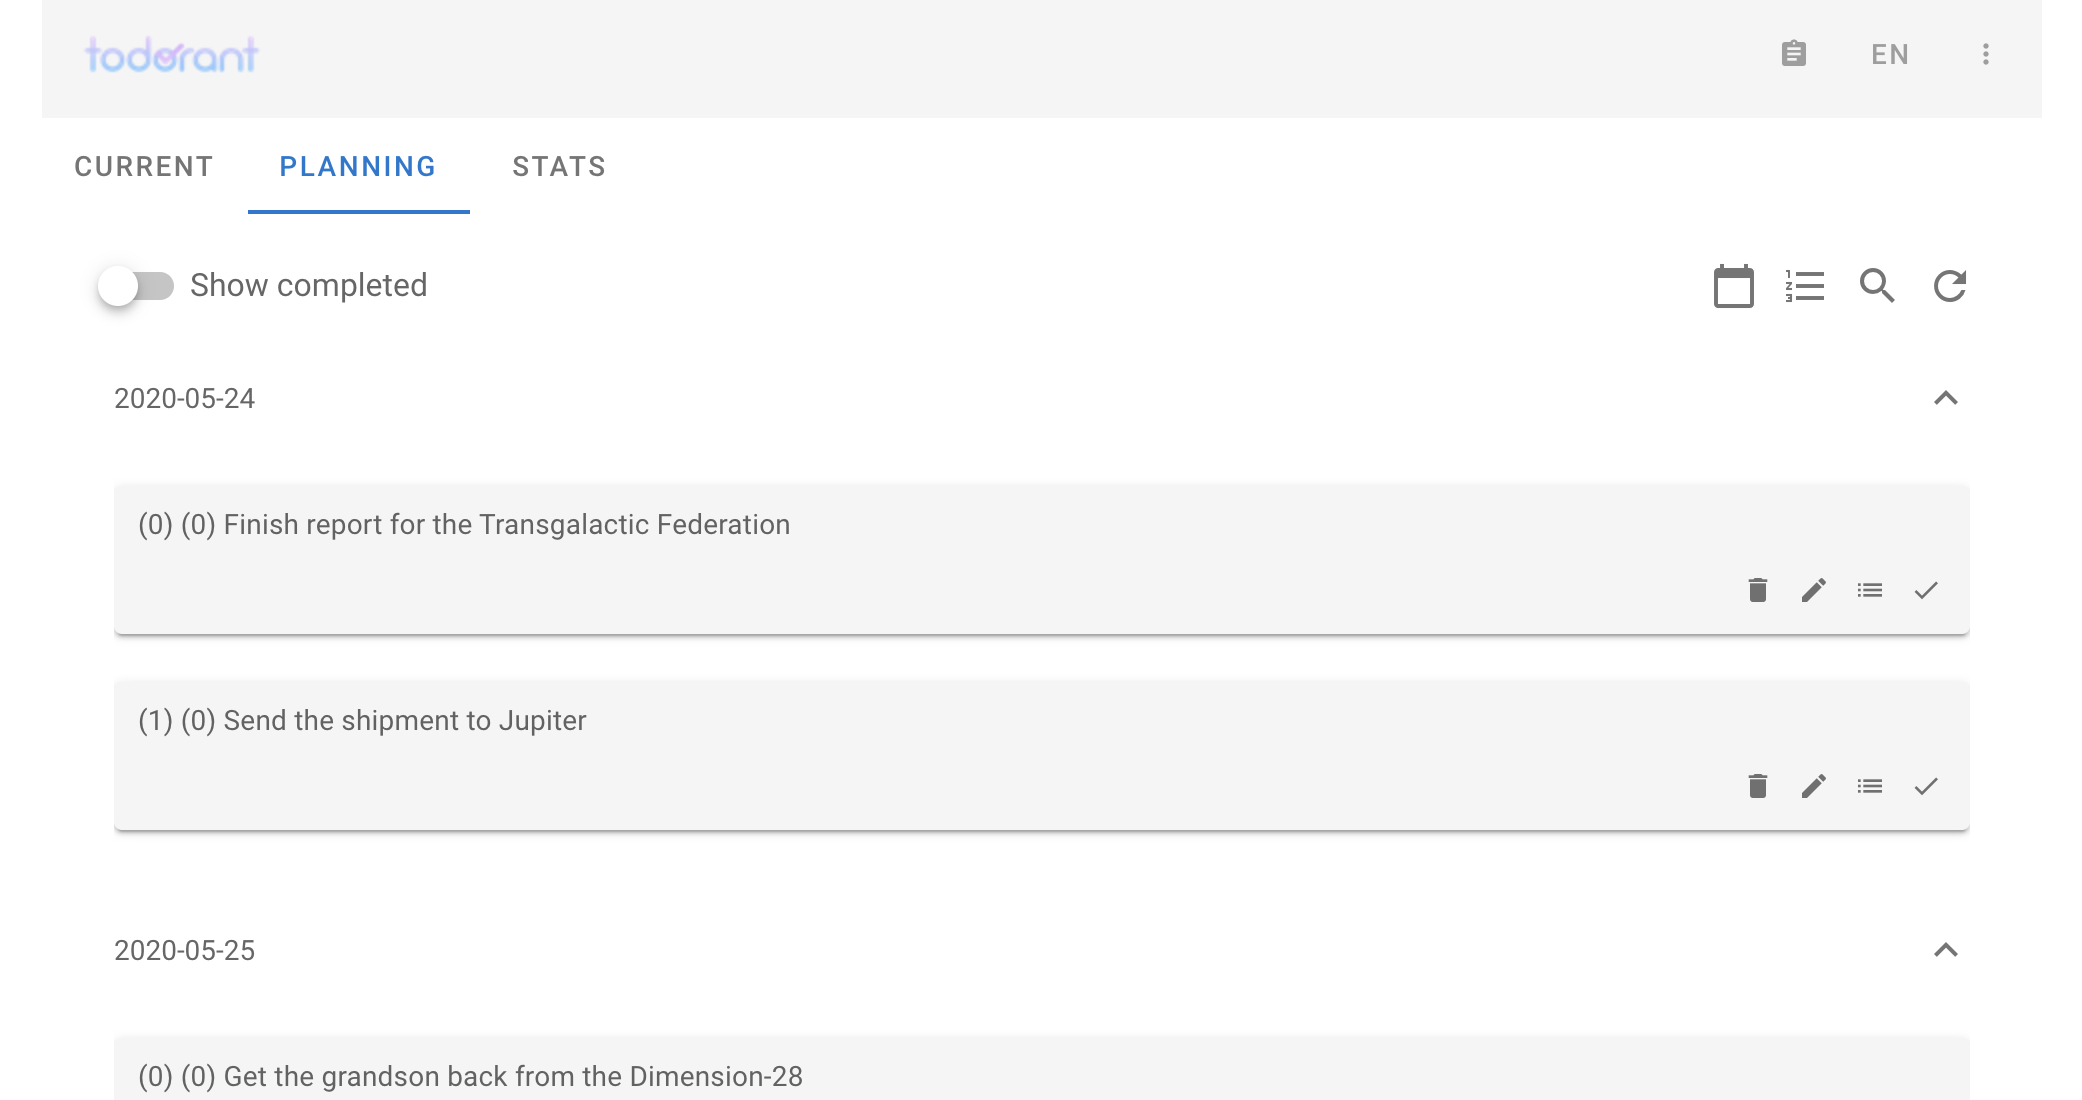 todorant
EN
CURRENT PLANNING STATS
Show completed
2020-05-24
(0) (0) Finish report for the Transgalactic Federation
(1) (0) Send the shipment to Jupiter
2020-05-25
(0) (0) Get the grandson back from the Dimension-28